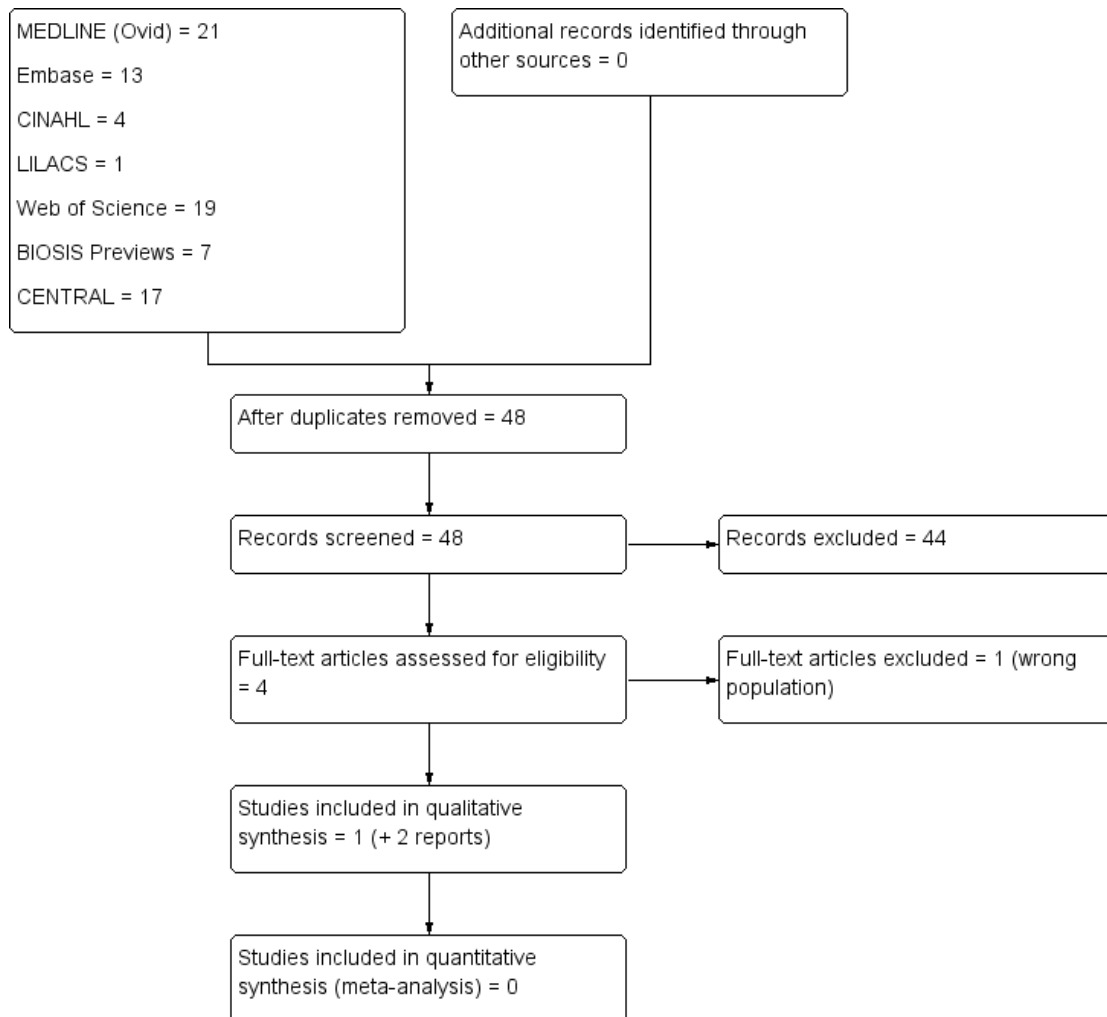 MEDLINE (Ovid) = 21
Embase = 13
CINAHL = 4
LILACS = 1
Web of Science = 19
BIOSIS Previews = 7
CENTRAL = 17
Additional records identified through
other sources = 0
After duplicates removed = 48
Records screened = 48
Records excluded = 44
Full-text articles assessed for eligibility
= 4
Full-text articles excluded = 1 (wrong
population)
Studies included in qualitative
synthesis = 1 (+ 2 reports)
Studies included in quantitative
synthesis (meta-analysis) = 0